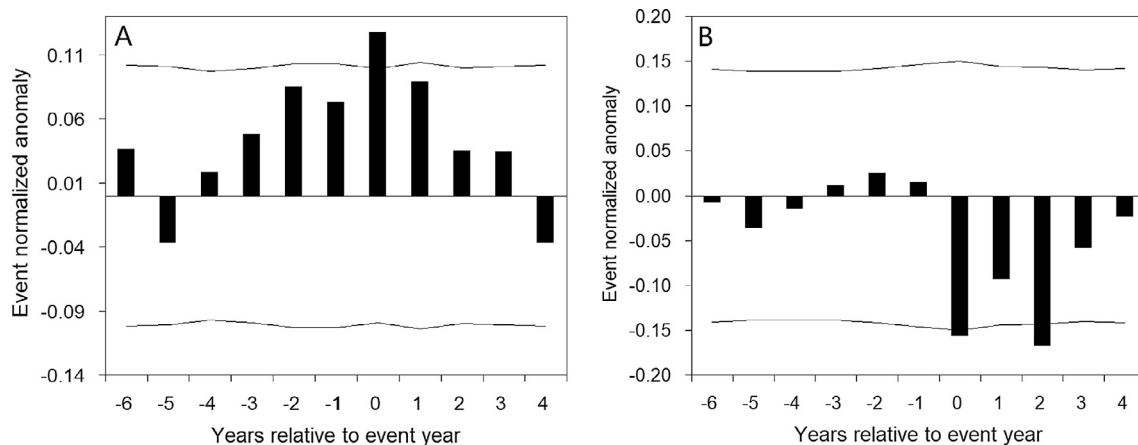 A
Event normalized anomaly
0.11
0.06
0.01
-0.04
-0.09
-0.14
-6 -5 -4 -3 -2 -1 0 1 2 3 4
Years relative to event year
B
Event normalized anomaly
0.20
0.15
0.10
0.05
0.00
-0.05
-0.10
-0.15
-0.20
-6 -5 -4 -3 -2 -1 0 1 2 3 4
Years relative to event year